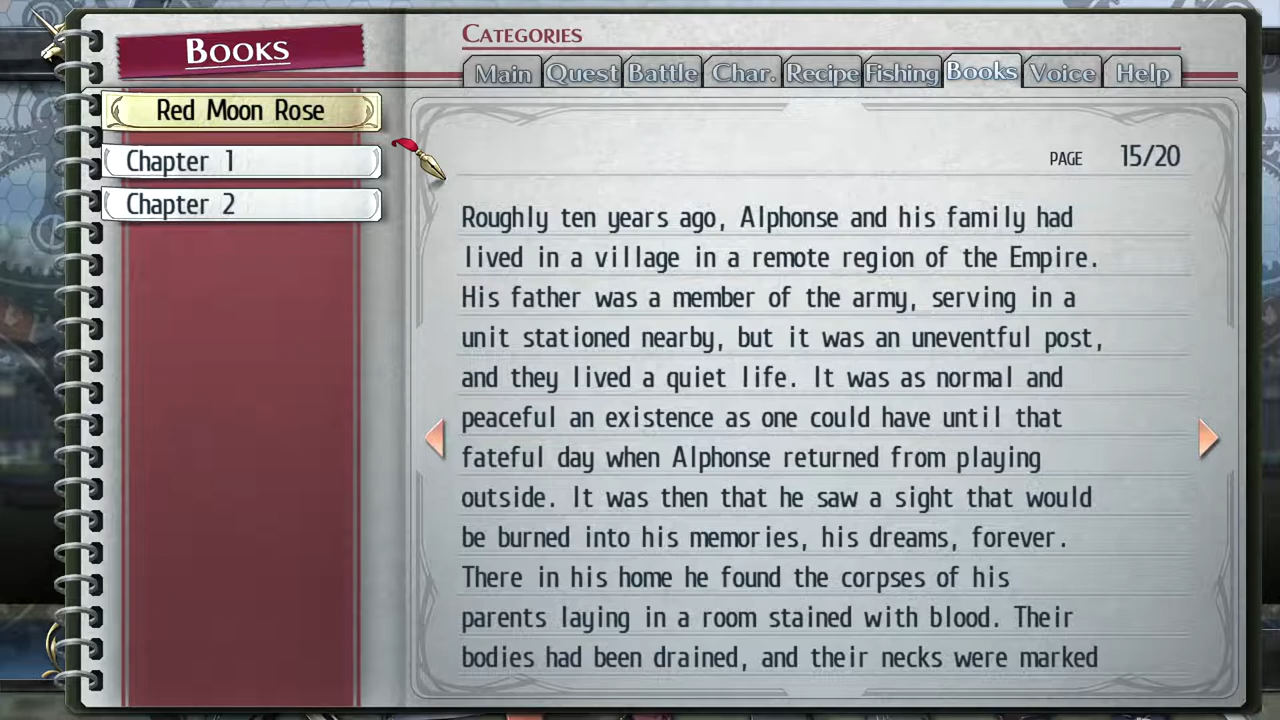 Books
Categories
Main Quest Battle Char. Recipe Fishing Books Voice Help
Red Moon Rose
Chapter 1
Chapter 2
PAGE 15/20
Roughly ten years ago, Alphonse and his family had
lived in a village in a remote region of the Empire.
His father was a member of the army, serving in a
unit stationed nearby, but it was an uneventful post,
and they lived a quiet life. It was as normal and
peaceful an existence as one could have until that
fateful day when Alphonse returned from playing
outside. It was then that he saw a sight that would
be burned into his memories, his dreams, forever.
There in his home he found the corpses of his
parents laying in a room stained with blood. Their
bodies had been drained, and their necks were marked